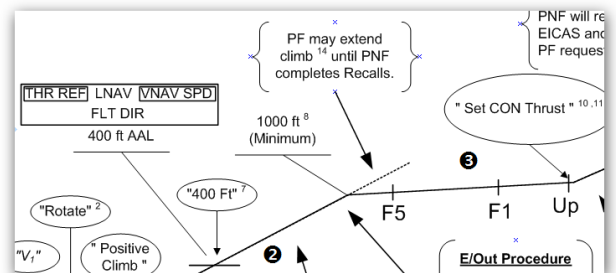 PF may extend
climb 14 until PNF
completes Recalls.
PNF will re
EICAS and
PF reques
THR REF LNAV VNAV SPD
FLT DIR
400 ft AAL
1000 ft 8
(Minimum)
" Set CON Thrust " 10 ,11
❸
"400 Ft" 7
"Rotate" 2
F5
F1
Up
"V1"
" Positive
Climb "
❷
E/Out Procedure